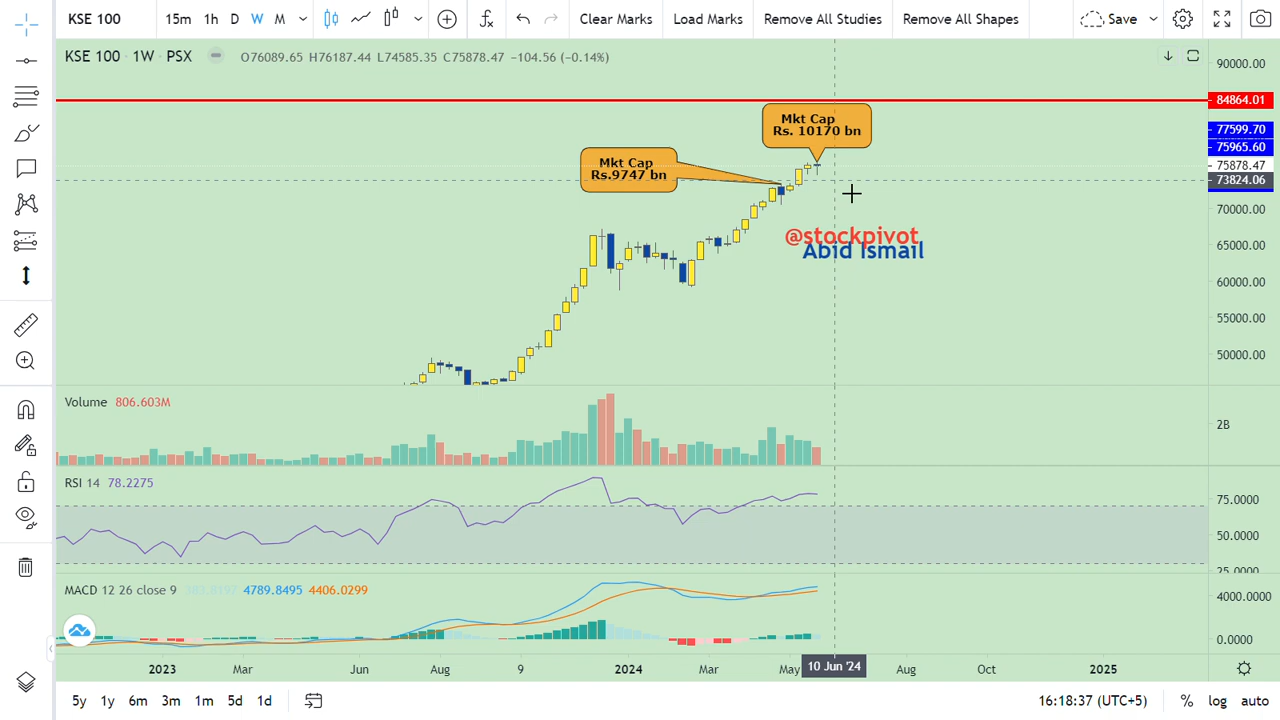 KSE 100
15m 1h D W M
Clear Marks
Load Marks
Remove All Studies
Remove All Shapes
Save
KSE 100 1W PSX
O76089.65 H76187.44 L74585.35 C75878.47 −104.56 (−0.14%)
90000.00
84864.01
77599.70
75965.60
75878.47
73824.06
70000.00
65000.00
60000.00
55000.00
50000.00
Mkt Cap
Rs. 10170 bn
Mkt Cap
Rs.9747 bn
@stockpivot
Abid Ismail
Volume 806.603M
2B
RSI 14 78.2275
75.0000
50.0000
25.0000
MACD 12 26 close 9 383.8197 4789.8495 4406.0299
4000.0000
0.0000
2023 Mar Jun Aug 9 2024 Mar May 10 Jun '24 Aug Oct 2025
5y 1y 6m 3m 1m 5d 1d
16:18:37 (UTC+5) % log auto